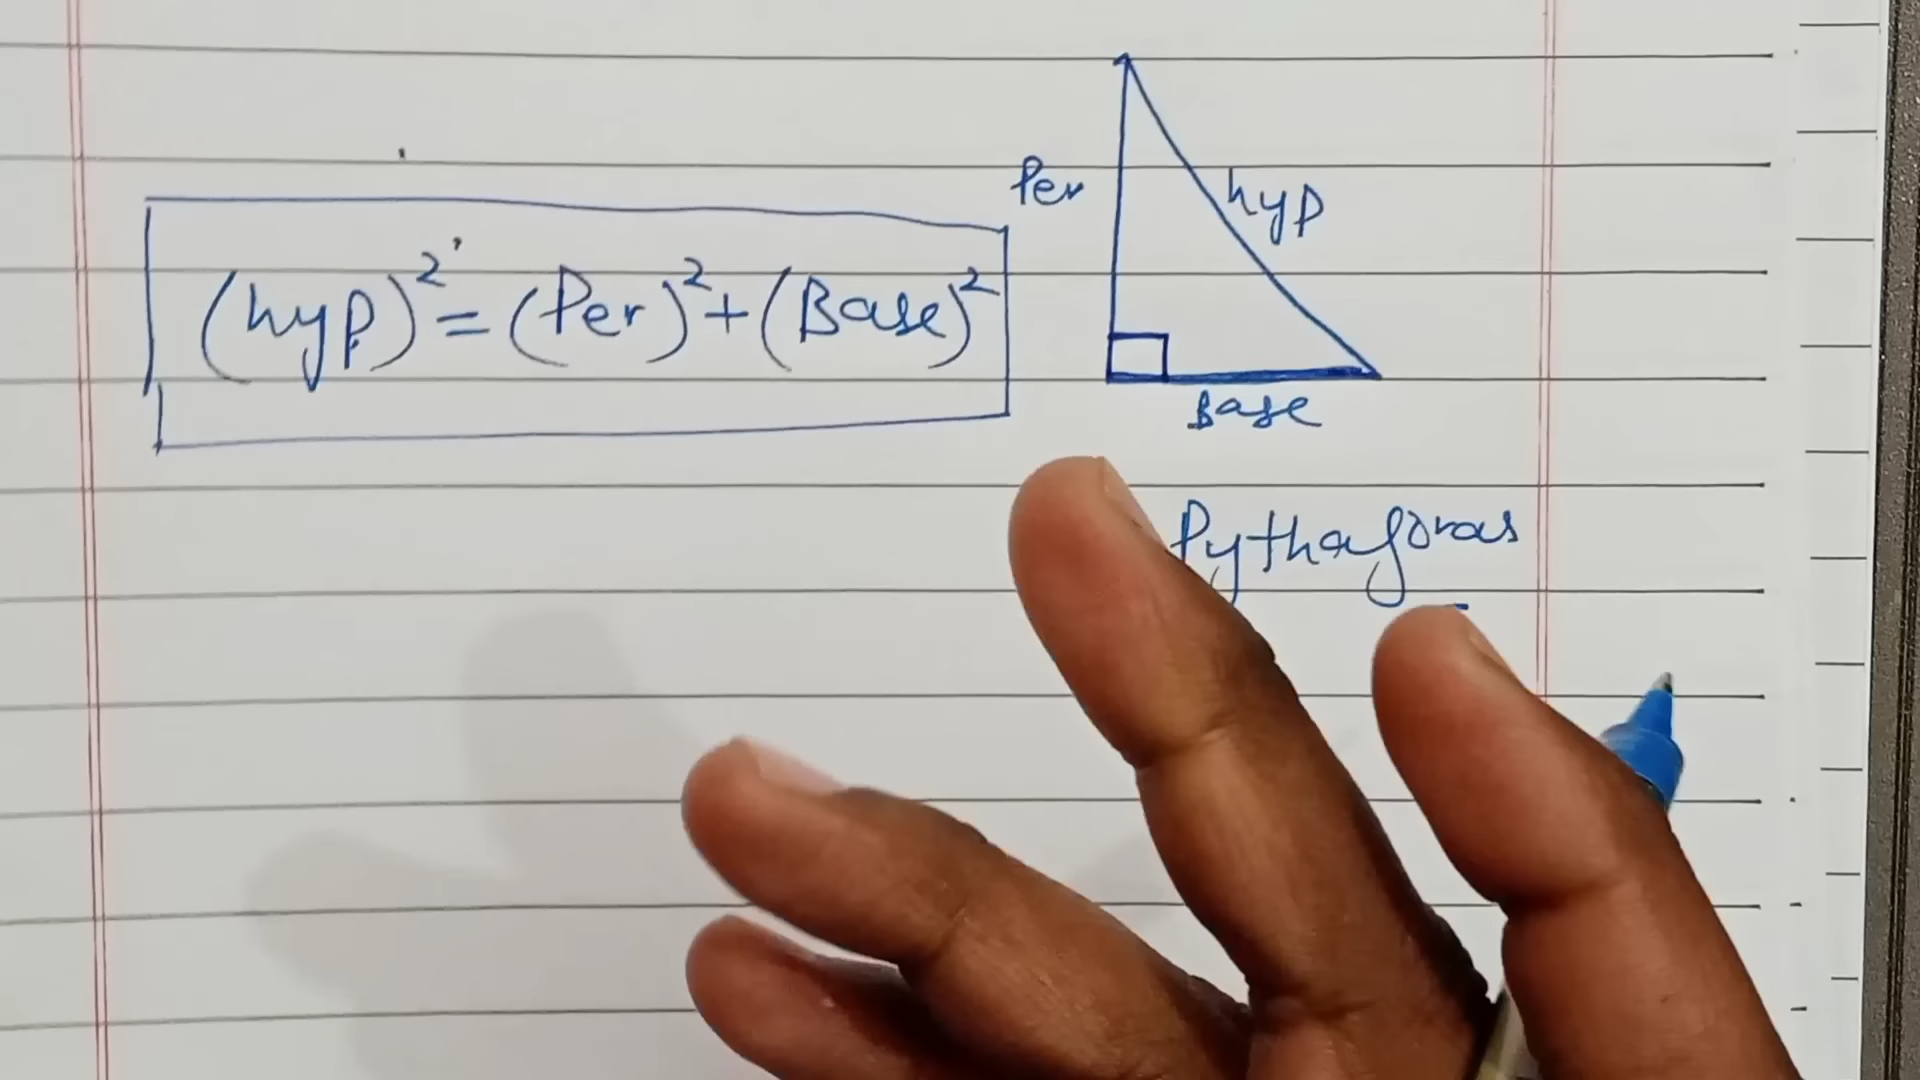 Per
hyp
(hyp)² = (Per)² + (Base)²
Base
Pythagoras